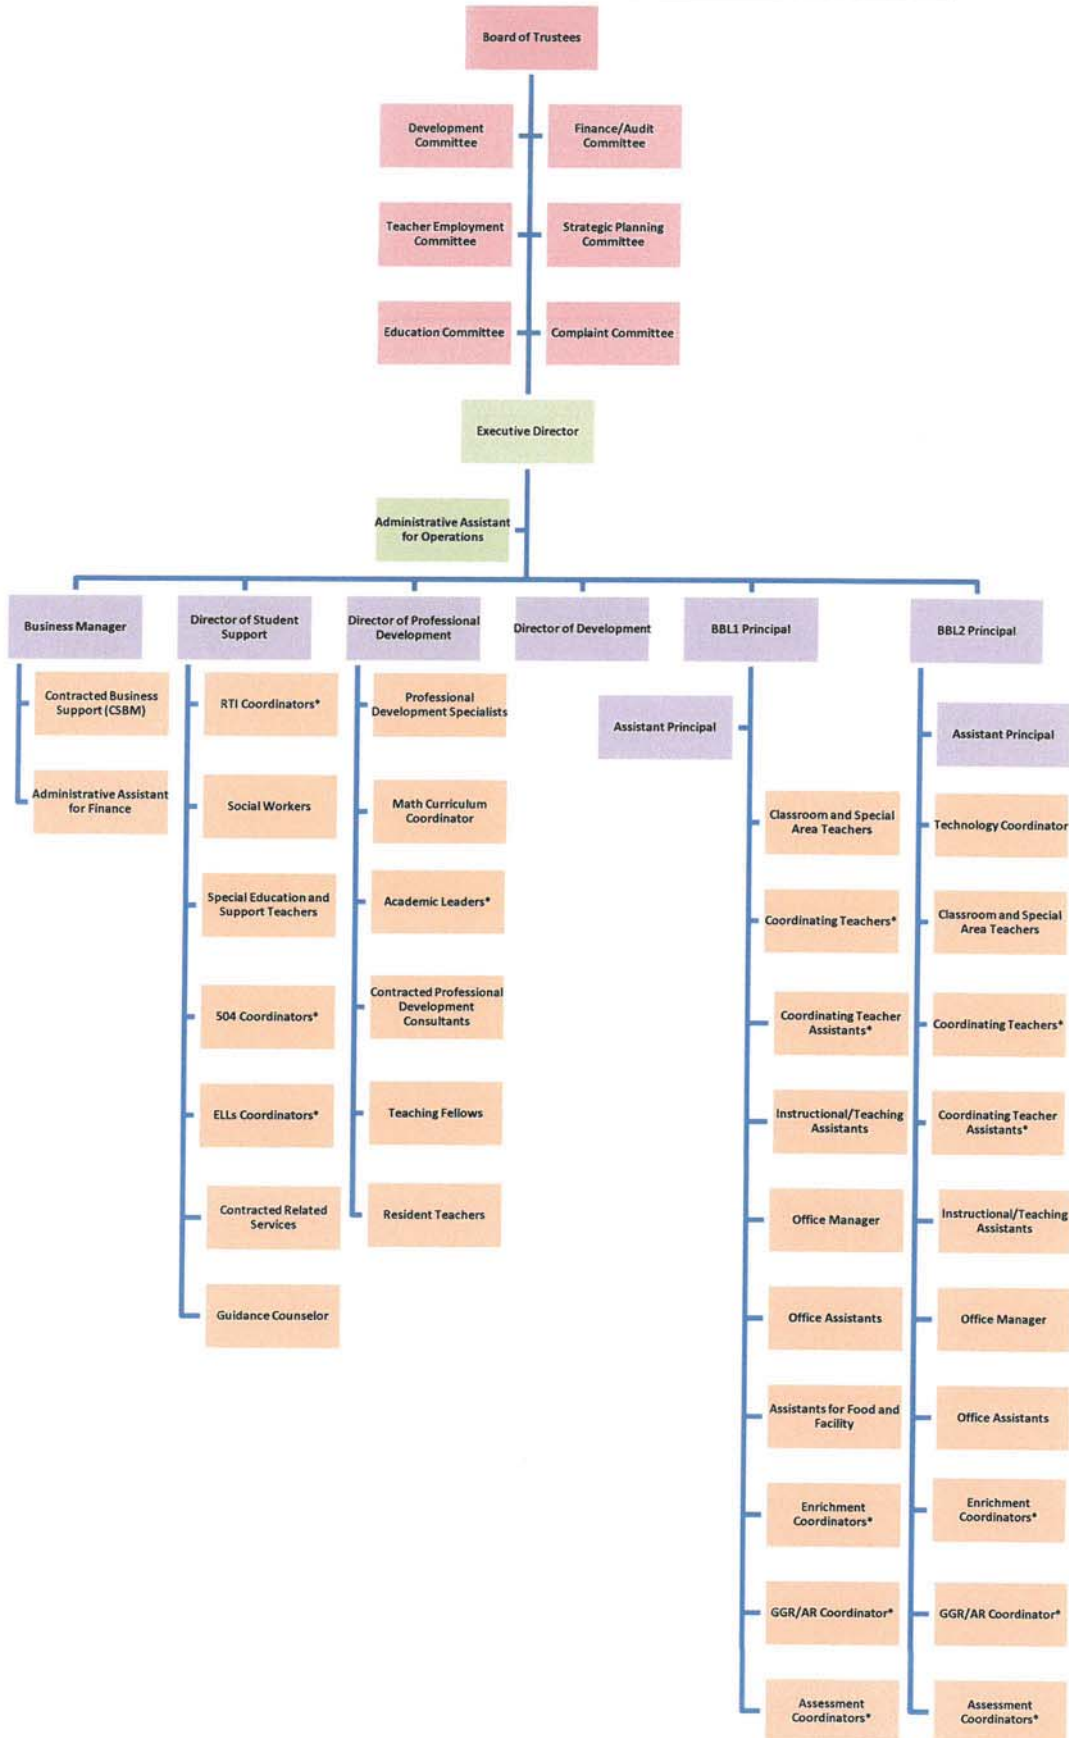 Board of Trustees
Development
Committee
Finance/Audit
Committee
Teacher Employment
Committee
Strategic Planning
Committee
Education Committee
Complaint Committee
Executive Director
Administrative Assistant
for Operations
Business Manager
Director of Student
Support
Director of Professional
Development
Director of Development
BBL1 Principal
BBL2 Principal
Contracted Business
Support (CSBM)
Administrative Assistant
for Finance
RTI Coordinators*
Social Workers
Special Education and
Support Teachers
504 Coordinators*
ELLs Coordinators*
Contracted Related
Services
Guidance Counselor
Professional
Development Specialists
Math Curriculum
Coordinator
Academic Leaders*
Contracted Professional
Development
Consultants
Teaching Fellows
Resident Teachers
Assistant Principal
Classroom and Special
Area Teachers
Coordinating Teachers*
Coordinating Teacher
Assistants*
Instructional/Teaching
Assistants
Office Manager
Office Assistants
Assistants for Food and
Facility
Enrichment
Coordinators*
GGR/AR Coordinator*
Assessment
Coordinators*
Assistant Principal
Technology Coordinator
Classroom and Special
Area Teachers
Coordinating Teachers*
Coordinating Teacher
Assistants*
Instructional/Teaching
Assistants
Office Manager
Office Assistants
Enrichment
Coordinators*
GGR/AR Coordinator*
Assessment
Coordinators*